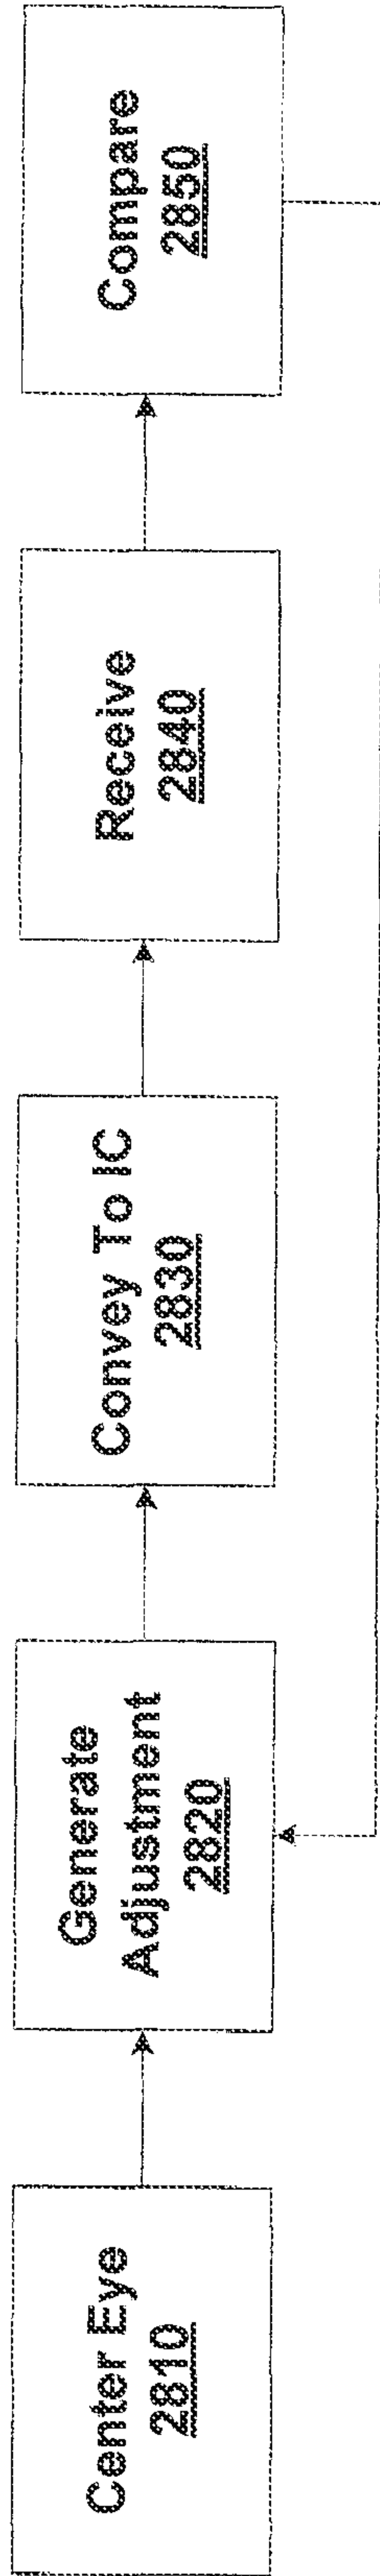 Center Eye
2810
Generate
Adjustment
2820
Convey To IC
2830
Receive
2840
Compare
2850